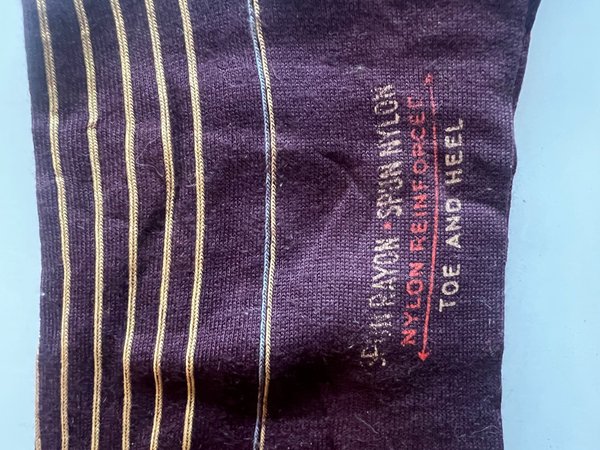 SPUN RAYON · SPUN NYLON
NYLON REINFORCED
TOE AND HEEL